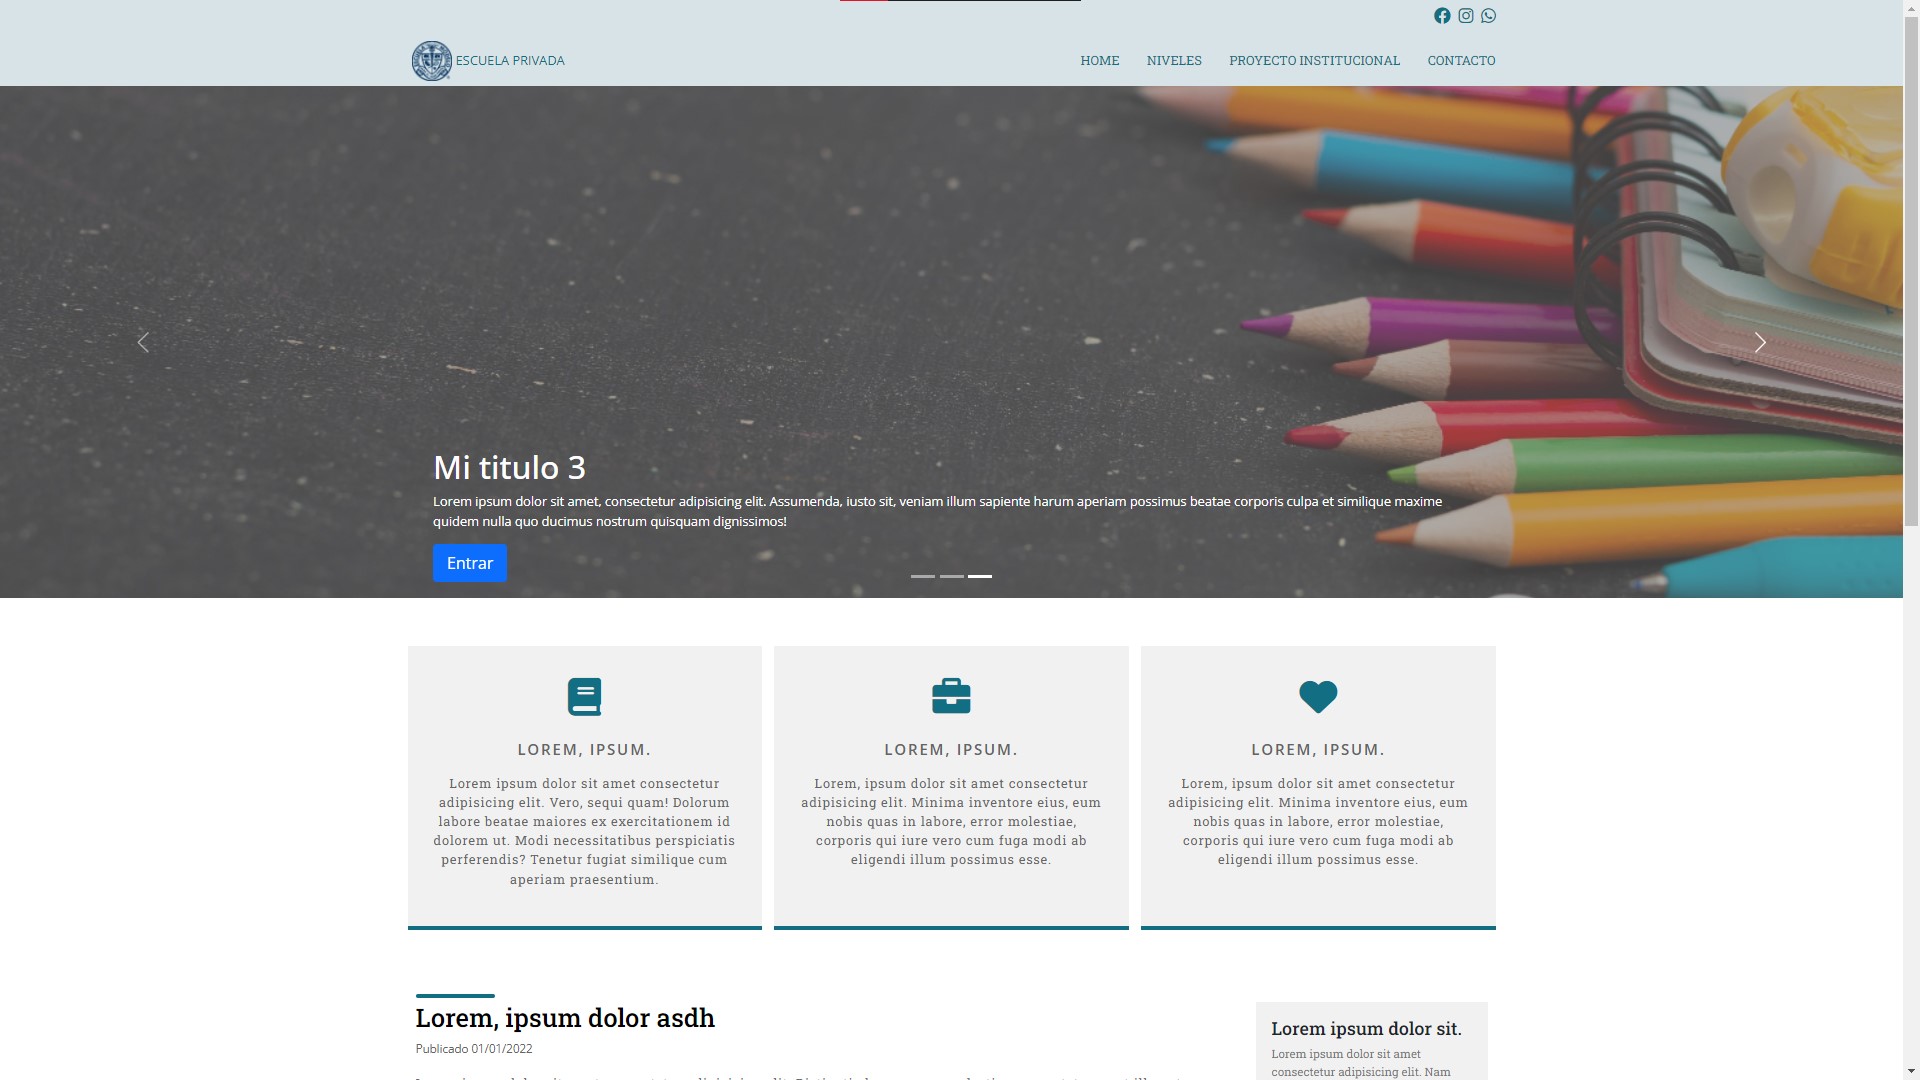 ESCUELA PRIVADA
HOME NIVELES PROYECTO INSTITUCIONAL CONTACTO
Mi titulo 3
Lorem ipsum dolor sit amet, consectetur adipisicing elit. Assumenda, iusto sit, veniam illum sapiente harum aperiam possimus beatae corporis culpa et similique maxime
quidem nulla quo ducimus nostrum quisquam dignissimos!
Entrar
LOREM, IPSUM.
Lorem ipsum dolor sit amet consectetur
adipisicing elit. Vero, sequi quam! Dolorum
labore beatae maiores ex exercitationem id
dolorem ut. Modi necessitatibus perspiciatis
perferendis? Tenetur fugiat similique cum
aperiam praesentium.
LOREM, IPSUM.
Lorem, ipsum dolor sit amet consectetur
adipisicing elit. Minima inventore eius, eum
nobis quas in labore, error molestiae,
corporis qui iure vero cum fuga modi ab
eligendi illum possimus esse.
LOREM, IPSUM.
Lorem, ipsum dolor sit amet consectetur
adipisicing elit. Minima inventore eius, eum
nobis quas in labore, error molestiae,
corporis qui iure vero cum fuga modi ab
eligendi illum possimus esse.
Lorem, ipsum dolor asdh
Publicado 01/01/2022
Lorem ipsum dolor sit.
Lorem ipsum dolor sit amet
consectetur adipisicing elit. Nam